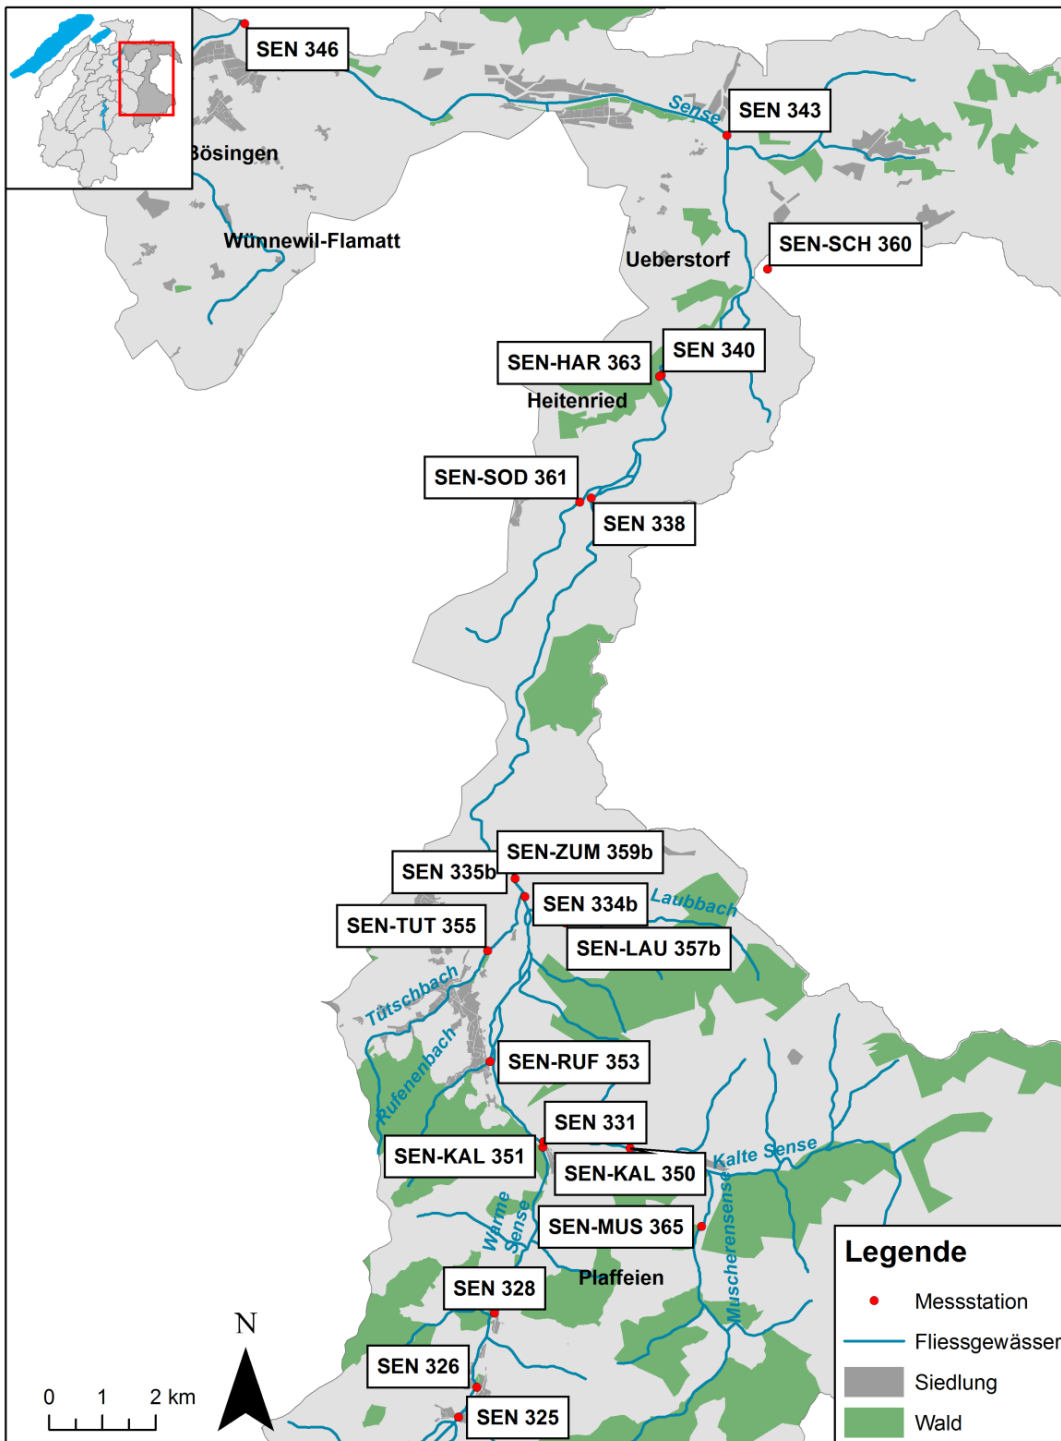 SEN 346
Sense
SEN 343
Bösingen
Wünnewil-Flamatt
Ueberstorf
SEN-SCH 360
SEN 340
SEN-HAR 363
Heitenried
SEN-SOD 361
SEN 338
SEN-ZUM 359b
SEN 335b
SEN 334b
Laubbach
SEN-TUT 355
SEN-LAU 357b
Tütschbach
Rufenenbach
SEN-RUF 353
SEN 331
SEN-KAL 351
Kalte Sense
SEN-KAL 350
Warme
Sense
SEN-MUS 365
Muscherensense
Plaffeien
SEN 328
SEN 326
SEN 325
N
0 1 2 km
Legende
Messstation
Fliessgewässer
Siedlung
Wald